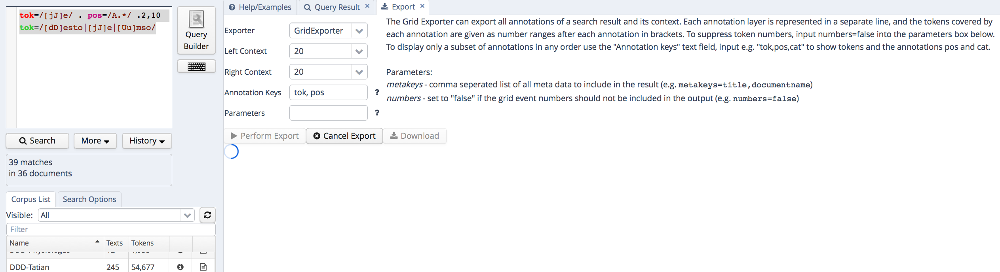 tok=/[jJ]e/ . pos=/A.*/ .2,10
tok=/[dD]esto|[jJ]e|[Uu]mso/
Query
Builder
Search
More
History
39 matches
in 36 documents
Corpus List
Search Options
Visible:
All
Filter
Name
Texts
Tokens
DDD-Tatian
245
54,677
Help/Examples
Query Result
Export
Exporter
GridExporter
Left Context
20
Right Context
20
Annotation Keys
tok, pos
?
Parameters
?
The Grid Exporter can export all annotations of a search result and its context. Each annotation layer is represented in a separate line, and the tokens covered by
each annotation are given as number ranges after each annotation in brackets. To suppress token numbers, input numbers=false into the parameters box below.
To display only a subset of annotations in any order use the "Annotation keys" text field, input e.g. "tok,pos,cat" to show tokens and the annotations pos and cat.
Parameters:
metakeys - comma seperated list of all meta data to include in the result (e.g. metakeys=title,documentname)
numbers - set to "false" if the grid event numbers should not be included in the output (e.g. numbers=false)
Perform Export
Cancel Export
Download